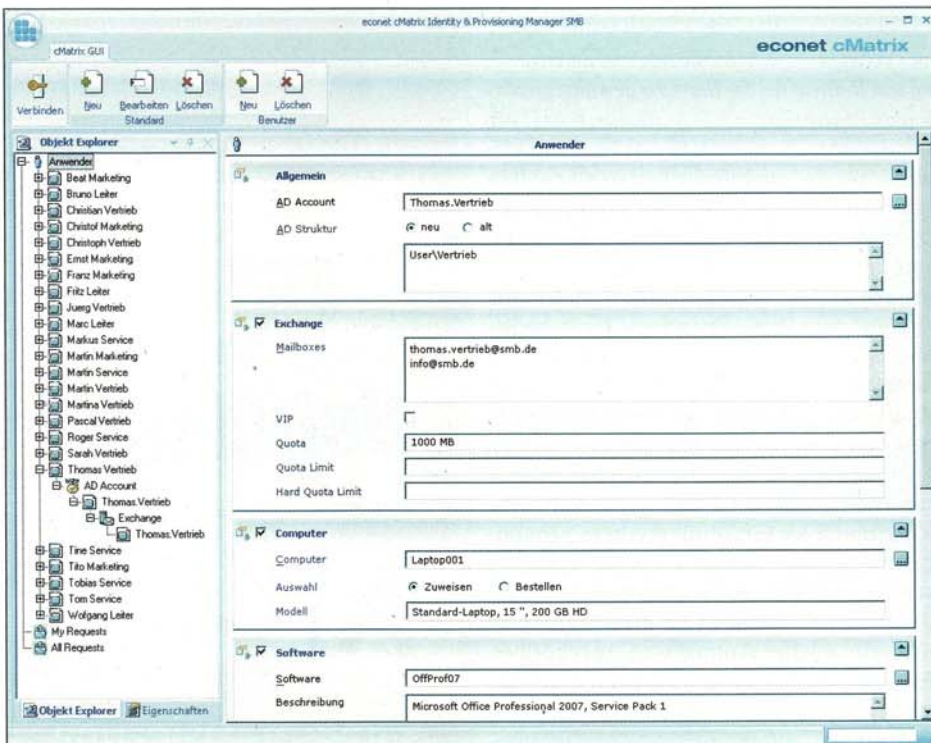 econet cMatrix Identity & Provisioning Manager SMB
cMatrix GUI
econet cMatrix
Verbinden
Neu
Bearbeiten
Löschen
Standard
Neu
Löschen
Benutzer
Objekt Explorer
Anwender
Beat Marketing
Bruno Leiter
Christian Vertrieb
Christof Marketing
Christoph Vertrieb
Ernst Marketing
Franz Marketing
Fritz Leiter
Juerg Vertrieb
Marc Leiter
Markus Service
Martin Marketing
Martin Service
Martin Vertrieb
Martina Vertrieb
Pascal Vertrieb
Roger Service
Sarah Vertrieb
Thomas Vertrieb
AD Account
Thomas.Vertrieb
Exchange
Thomas.Vertrieb
Tine Service
Tito Marketing
Tobias Service
Tom Service
Wolfgang Leiter
My Requests
All Requests
Objekt Explorer
Eigenschaften
Anwender
Allgemein
AD Account
Thomas.Vertrieb
...
AD Struktur
neu
alt
User\Vertrieb
Exchange
Mailboxes
thomas.vertrieb@smb.de
info@smb.de
VIP
Quota
1000 MB
Quota Limit
Hard Quota Limit
Computer
Computer
Laptop001
...
Auswahl
Zuweisen
Bestellen
Modell
Standard-Laptop, 15 ", 200 GB HD
Software
Software
OffProf07
...
Beschreibung
Microsoft Office Professional 2007, Service Pack 1